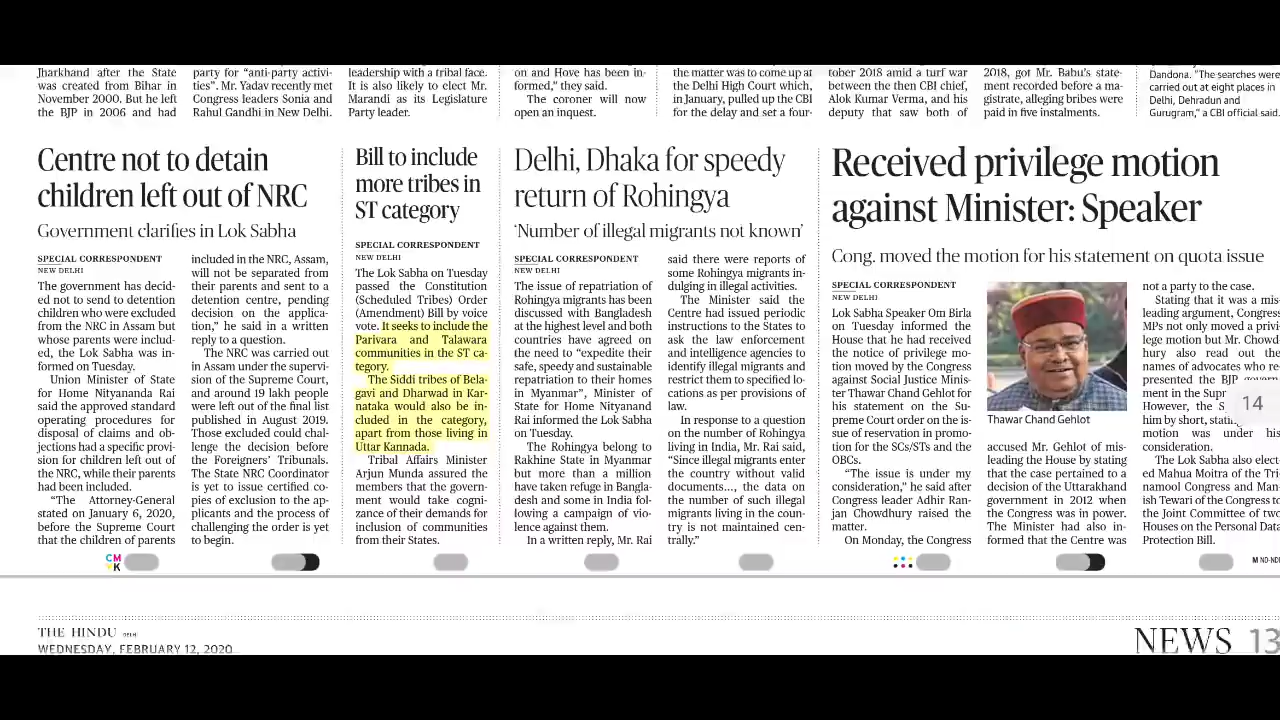 Jharkhand after the State
was created from Bihar in
November 2000. But he left
the BJP in 2006 and had
party for “anti-party activi-
ties”. Mr. Yadav recently met
Congress leaders Sonia and
Rahul Gandhi in New Delhi.
leadership with a tribal face.
It is also likely to elect Mr.
Marandi as its Legislature
Party leader.
on and Hove has been in-
formed,” they said.
The coroner will now
open an inquest.
the matter was to come up at
the Delhi High Court which,
in January, pulled up the CBI
for the delay and set a four-
tober 2018 amid a turf war
between the then CBI chief,
Alok Kumar Verma, and his
deputy that saw both of
2018, got Mr. Babu's state-
ment recorded before a ma-
gistrate, alleging bribes were
paid in five instalments.
Dandona. "The searches were
carried out at eight places in
Delhi, Dehradun and
Gurugram," a CBI official said.
Centre not to detain
children left out of NRC
Government clarifies in Lok Sabha
SPECIAL CORRESPONDENT
NEW DELHI
The government has decid-
ed not to send to detention
children who were excluded
from the NRC in Assam but
whose parents were includ-
ed, the Lok Sabha was in-
formed on Tuesday.
Union Minister of State
for Home Nityananda Rai
said the approved standard
operating procedures for
disposal of claims and ob-
jections had a specific provi-
sion for children left out of
the NRC, while their parents
had been included.
“The Attorney-General
stated on January 6, 2020,
before the Supreme Court
that the children of parents
included in the NRC, Assam,
will not be separated from
their parents and sent to a
detention centre, pending
decision on the applica-
tion,” he said in a written
reply to a question.
The NRC was carried out
in Assam under the supervi-
sion of the Supreme Court,
and around 19 lakh people
were left out of the final list
published in August 2019.
Those excluded could chal-
lenge the decision before
the Foreigners’ Tribunals.
The State NRC Coordinator
is yet to issue certified co-
pies of exclusion to the ap-
plicants and the process of
challenging the order is yet
to begin.
Bill to include
more tribes in
ST category
SPECIAL CORRESPONDENT
NEW DELHI
The Lok Sabha on Tuesday
passed the Constitution
(Scheduled Tribes) Order
(Amendment) Bill by voice
vote. It seeks to include the
Parivara and Talawara
communities in the ST ca-
tegory.
The Siddi tribes of Bela-
gavi and Dharwad in Kar-
nataka would also be in-
cluded in the category,
apart from those living in
Uttar Kannada.
Tribal Affairs Minister
Arjun Munda assured the
members that the govern-
ment would take cogni-
zance of their demands for
inclusion of communities
from their States.
Delhi, Dhaka for speedy
return of Rohingya
‘Number of illegal migrants not known’
SPECIAL CORRESPONDENT
NEW DELHI
The issue of repatriation of
Rohingya migrants has been
discussed with Bangladesh
at the highest level and both
countries have agreed on
the need to “expedite their
safe, speedy and sustainable
repatriation to their homes
in Myanmar”, Minister of
State for Home Nityanand
Rai informed the Lok Sabha
on Tuesday.
The Rohingya belong to
Rakhine State in Myanmar
but more than a million
have taken refuge in Bangla-
desh and some in India fol-
lowing a campaign of vio-
lence against them.
In a written reply, Mr. Rai
said there were reports of
some Rohingya migrants in-
dulging in illegal activities.
The Minister said the
Centre had issued periodic
instructions to the States to
ask the law enforcement
and intelligence agencies to
identify illegal migrants and
restrict them to specified lo-
cations as per provisions of
law.
In response to a question
on the number of Rohingya
living in India, Mr. Rai said,
“Since illegal migrants enter
the country without valid
documents..., the data on
the number of such illegal
migrants living in the coun-
try is not maintained cen-
trally.”
Received privilege motion
against Minister: Speaker
Cong. moved the motion for his statement on quota issue
SPECIAL CORRESPONDENT
NEW DELHI
Lok Sabha Speaker Om Birla
on Tuesday informed the
House that he had received
the notice of privilege mo-
tion moved by the Congress
against Social Justice Minis-
ter Thawar Chand Gehlot for
his statement on the Su-
preme Court order on the is-
sue of reservation in promo-
tion for the SCs/STs and the
OBCs.
“The issue is under my
consideration,” he said after
Congress leader Adhir Ran-
jan Chowdhury raised the
matter.
On Monday, the Congress
Thawar Chand Gehlot
accused Mr. Gehlot of mis-
leading the House by stating
that the case pertained to a
decision of the Uttarakhand
government in 2012 when
the Congress was in power.
The Minister had also in-
formed that the Centre was
not a party to the case.
Stating that it was a mis-
leading argument, Congress
MPs not only moved a privi-
lege motion but Mr. Chowd-
hury also read out the
names of advocates who re-
presented the BJP
ment in the Supr
However, the S
him by short,
motion was under his
consideration.
The Lok Sabha also elect-
ed Mahua Moitra of the Tri-
namool Congress and Man-
ish Tewari of the Congress to
the Joint Committee of two
Houses on the Personal Data
Protection Bill.
14
CM
YK
M ND-NDE
THE HINDU DELHI
WEDNESDAY, FEBRUARY 12, 2020
NEWS 13